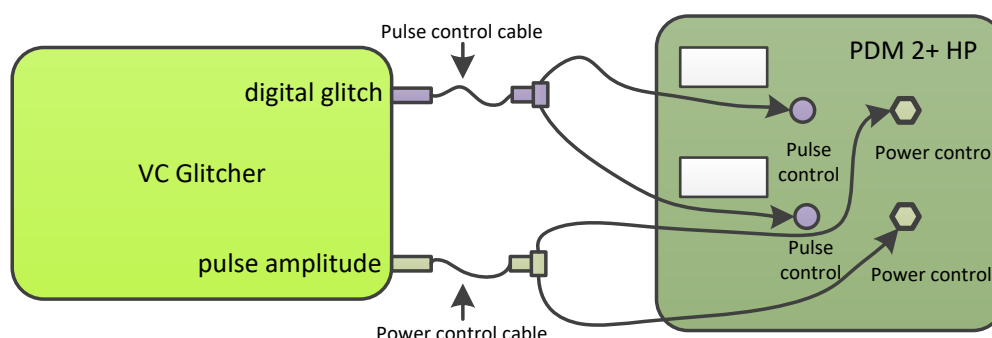 Pulse control cable
PDM 2+ HP
digital glitch
VC Glitcher
Pulse
control
Power control
Pulse
control
Power control
pulse amplitude
Power control cable